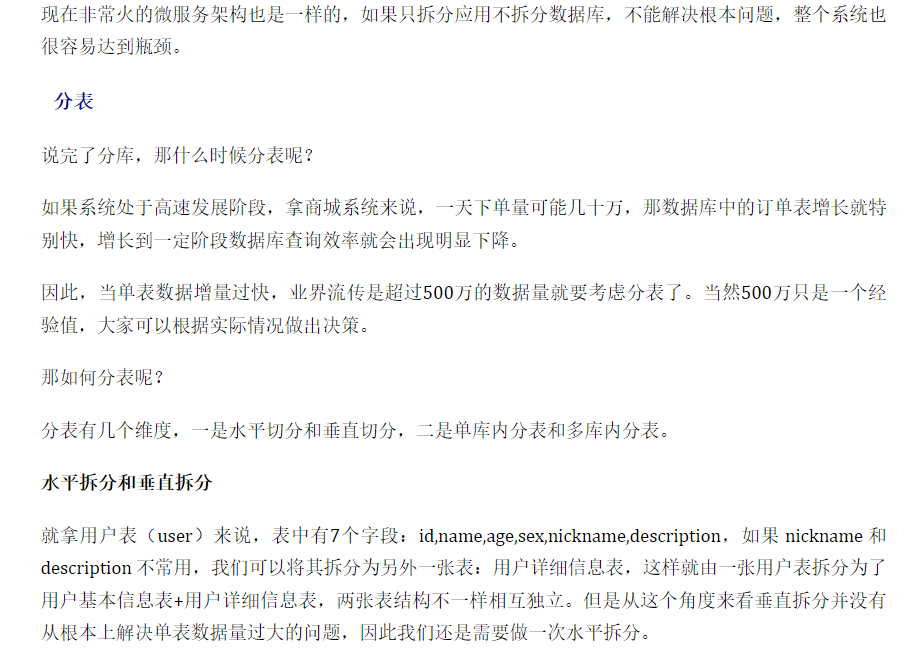 现在非常火的微服务架构也是一样的，如果只拆分应用不拆分数据库，不能解决根本问题，整个系统也
很容易达到瓶颈。
分表
说完了分库，那什么时候分表呢？
如果系统处于高速发展阶段，拿商城系统来说，一天下单量可能几十万，那数据库中的订单表增长就特
别快，增长到一定阶段数据库查询效率就会出现明显下降。
因此，当单表数据增量过快，业界流传是超过500万的数据量就要考虑分表了。当然500万只是一个经
验值，大家可以根据实际情况做出决策。
那如何分表呢？
分表有几个维度，一是水平切分和垂直切分，二是单库内分表和多库内分表。
水平拆分和垂直拆分
就拿用户表（user）来说，表中有7个字段：id,name,age,sex,nickname,description，如果 nickname 和
description 不常用，我们可以将其拆分为另外一张表：用户详细信息表，这样就由一张用户表拆分为了
用户基本信息表+用户详细信息表，两张表结构不一样相互独立。但是从这个角度来看垂直拆分并没有
从根本上解决单表数据量过大的问题，因此我们还是需要做一次水平拆分。